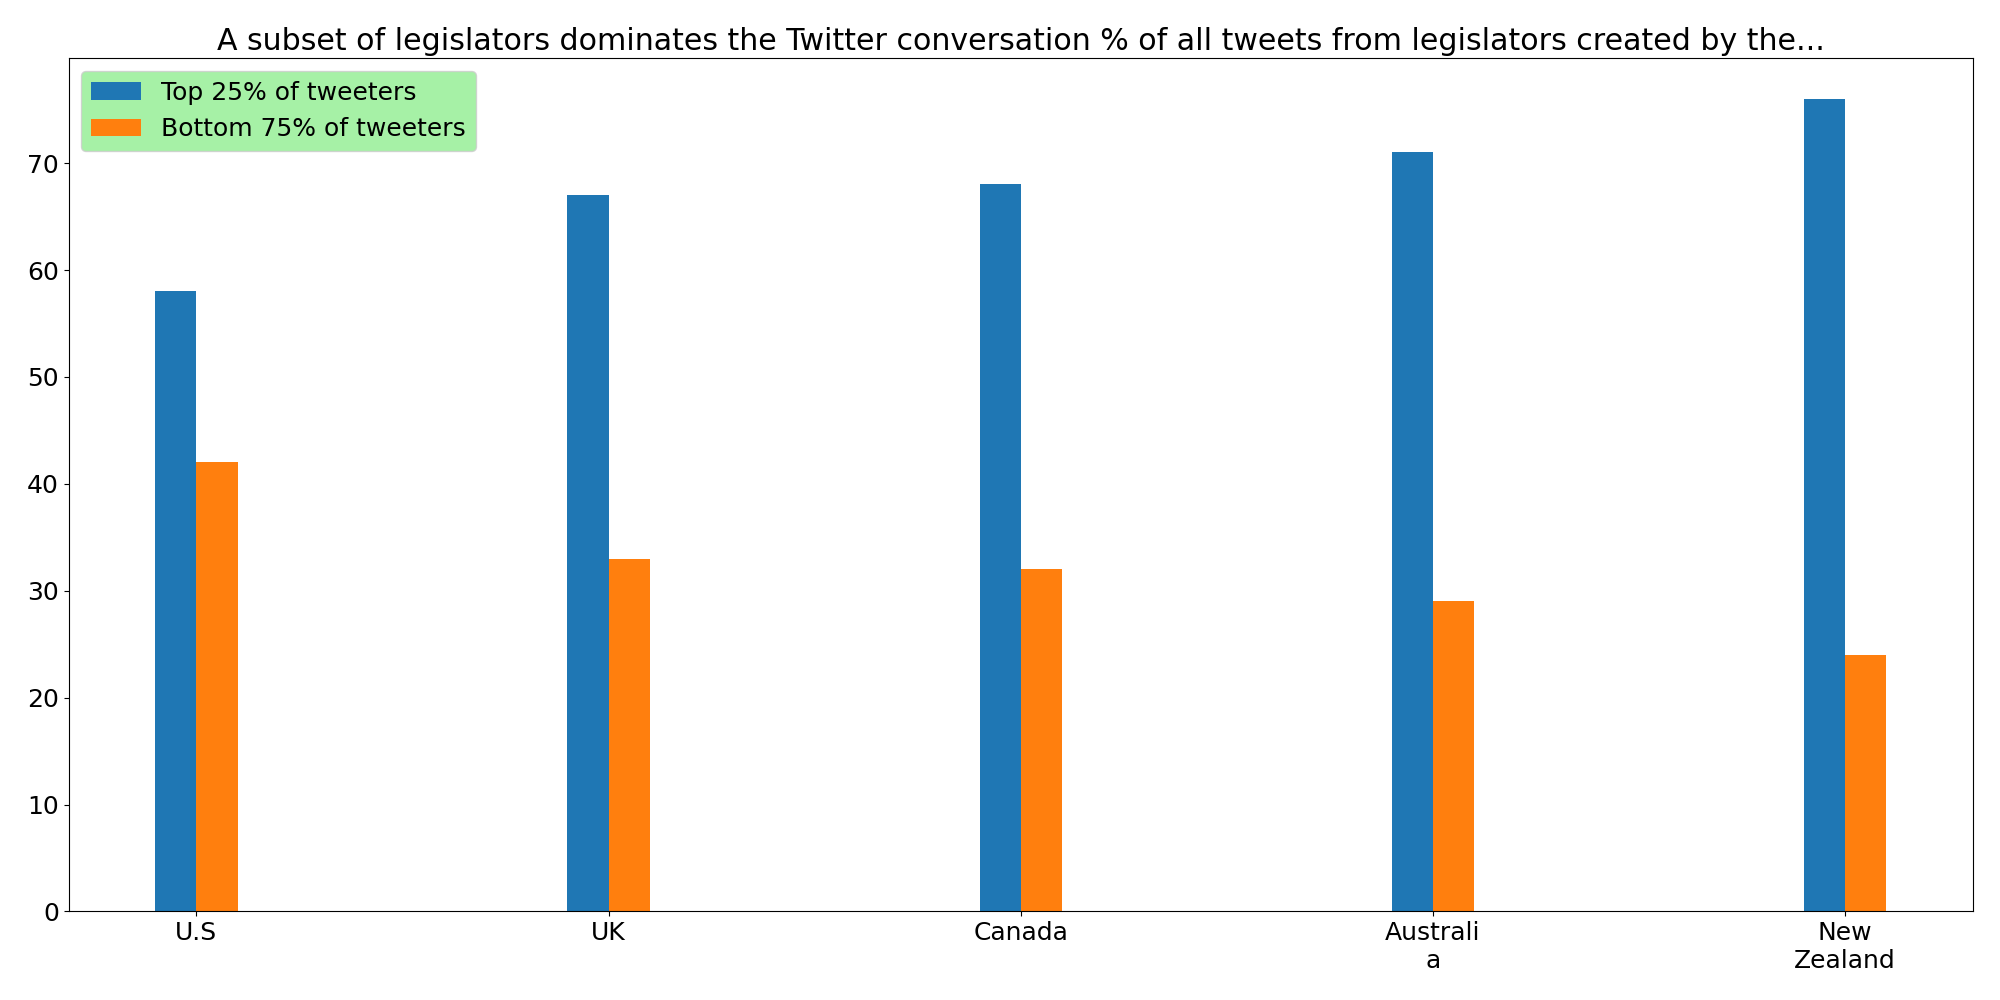 A subset of legislators dominates the Twitter conversation % of all tweets from legislators created by the...
Top 25% of tweeters
Bottom 75% of tweeters
70
60
50
40
30
20
10
0
U.S
UK
Canada
Australi
a
New
Zealand